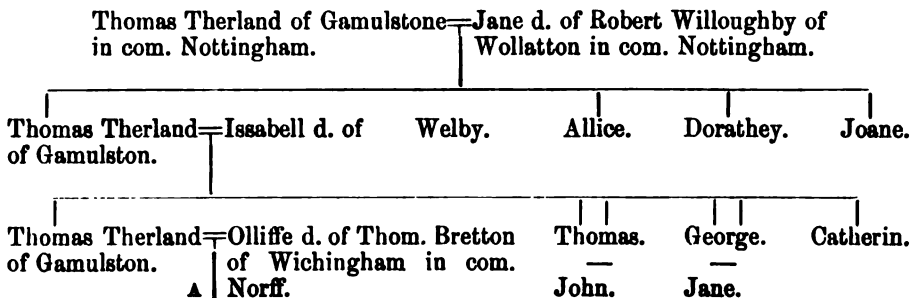 Thomas Therland of Gamulstone=Jane d. of Robert Willoughby of
in com. Nottingham. Wollatton in com. Nottingham.
Thomas Therland=Issabell d. of Welby. Allice. Dorathey. Joane.
of Gamulston.
Thomas Therland=Olliffe d. of Thom. Bretton Thomas. George. Catherin.
of Gamulston. of Wichingham in com. — —
A Norff. John. Jane.